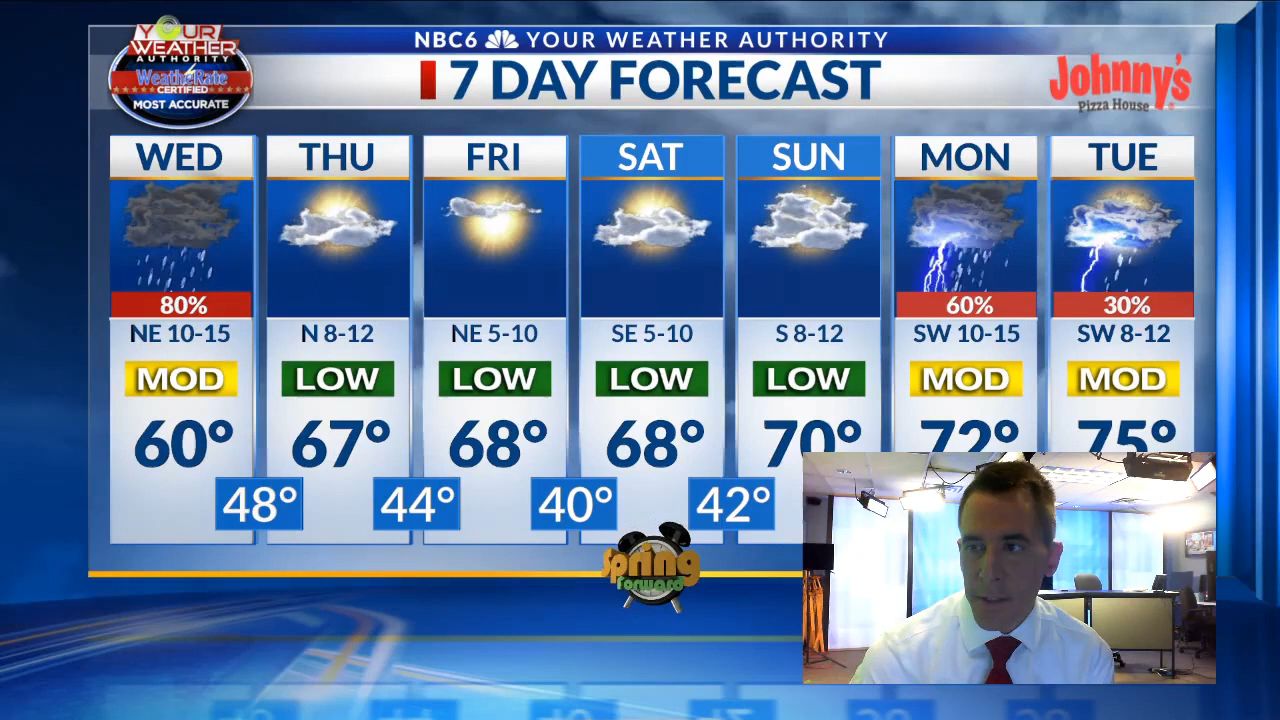 YOUR
WEATHER
AUTHORITY
WeatheRate
CERTIFIED
MOST ACCURATE
NBC6 YOUR WEATHER AUTHORITY
7 DAY FORECAST
Johnny's
Pizza House
WED THU FRI SAT SUN MON TUE
80% 60% 30%
NE 10-15 N 8-12 NE 5-10 SE 5-10 S 8-12 SW 10-15 SW 8-12
MOD LOW LOW LOW LOW MOD MOD
60° 67° 68° 68° 70° 72° 75°
48° 44° 40° 42°
Spring
forward